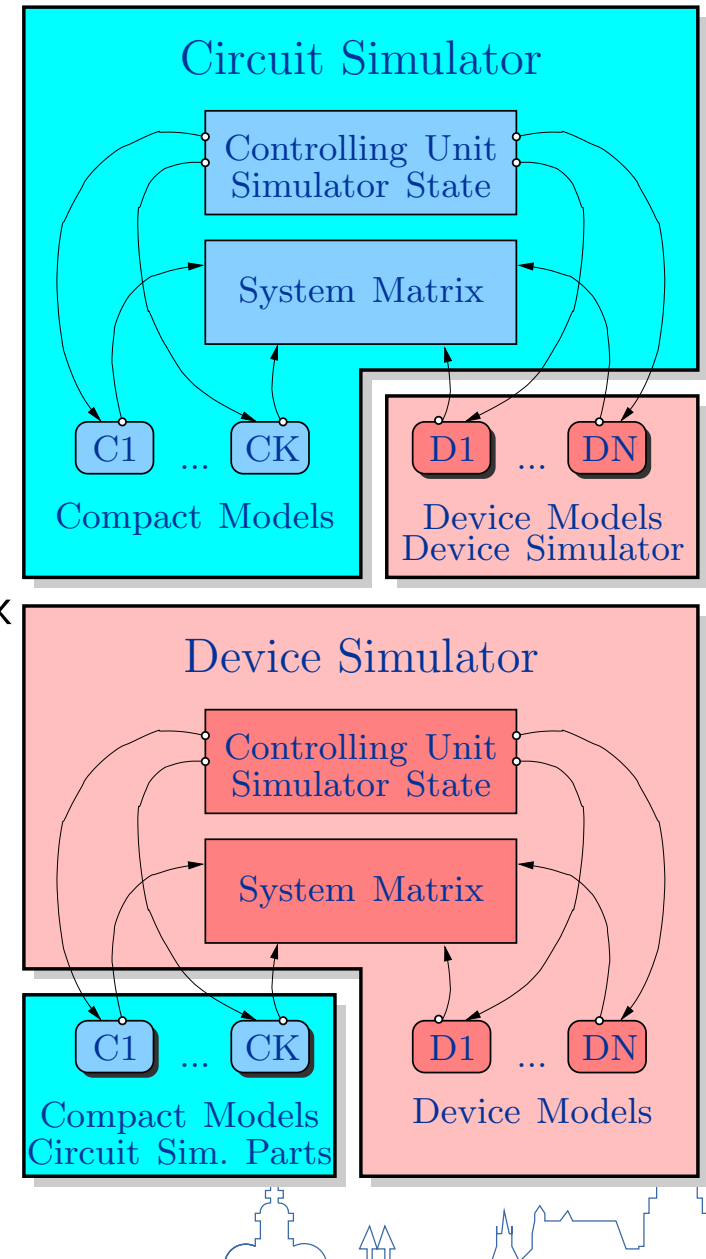 Circuit Simulator
Controlling Unit
Simulator State
System Matrix
C1 ... CK
D1 ... DN
Compact Models
Device Models
Device Simulator
k
Device Simulator
Controlling Unit
Simulator State
System Matrix
C1 ... CK
D1 ... DN
Compact Models
Circuit Sim. Parts
Device Models